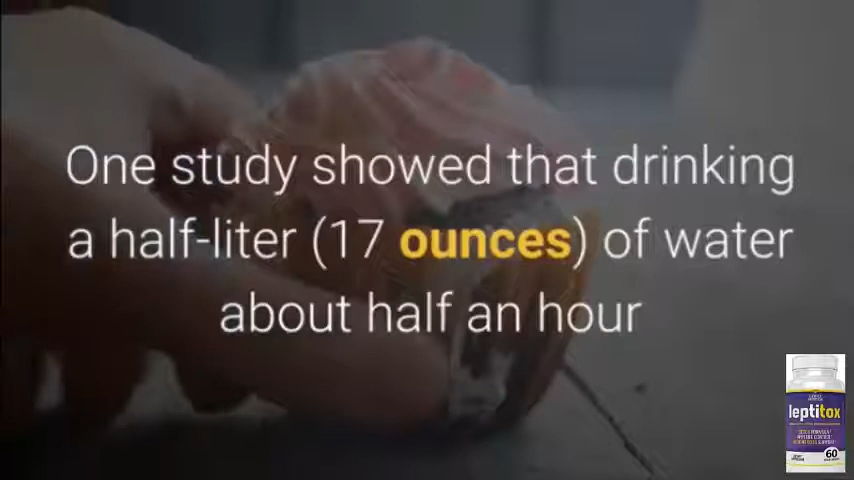 One study showed that drinking
a half-liter (17 ounces) of water
about half an hour
leptitox
60